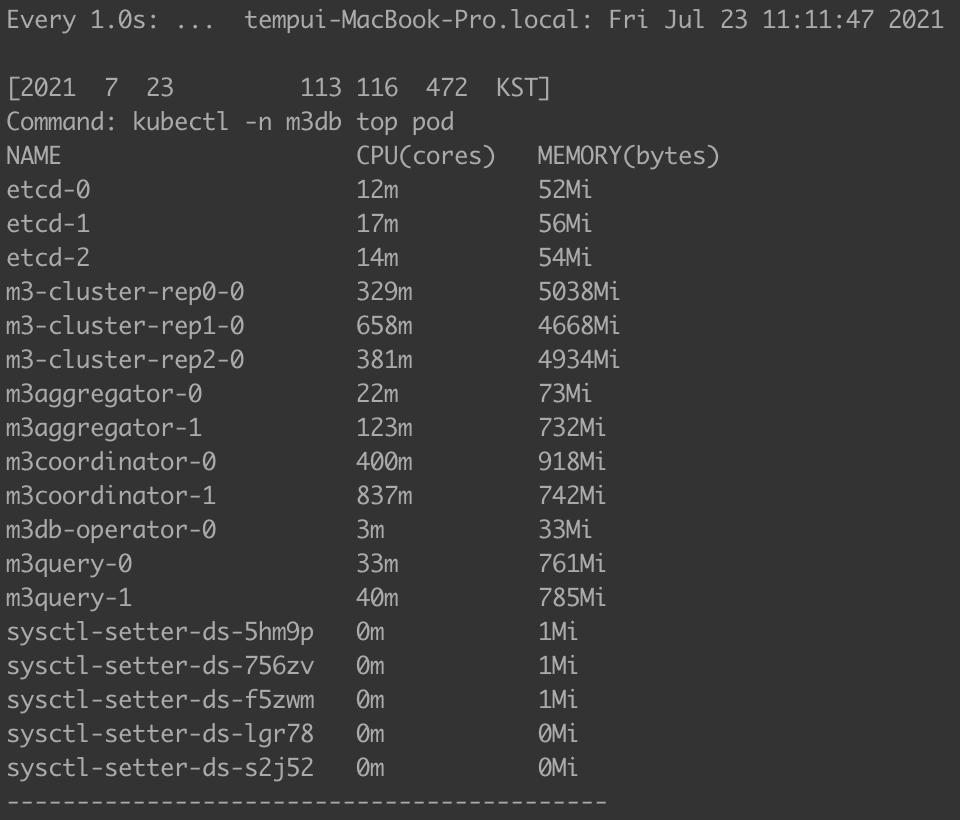 Every 1.0s: ...  tempui-MacBook-Pro.local: Fri Jul 23 11:11:47 2021
[2021  7  23         113 116  472  KST]
Command: kubectl -n m3db top pod
NAME                     CPU(cores)   MEMORY(bytes)
etcd-0                   12m          52Mi
etcd-1                   17m          56Mi
etcd-2                   14m          54Mi
m3-cluster-rep0-0        329m         5038Mi
m3-cluster-rep1-0        658m         4668Mi
m3-cluster-rep2-0        381m         4934Mi
m3aggregator-0           22m          73Mi
m3aggregator-1           123m         732Mi
m3coordinator-0          400m         918Mi
m3coordinator-1          837m         742Mi
m3db-operator-0          3m           33Mi
m3query-0                33m          761Mi
m3query-1                40m          785Mi
sysctl-setter-ds-5hm9p   0m           1Mi
sysctl-setter-ds-756zv   0m           1Mi
sysctl-setter-ds-f5zwm   0m           1Mi
sysctl-setter-ds-lgr78   0m           0Mi
sysctl-setter-ds-s2j52   0m           0Mi
-------------------------------------------